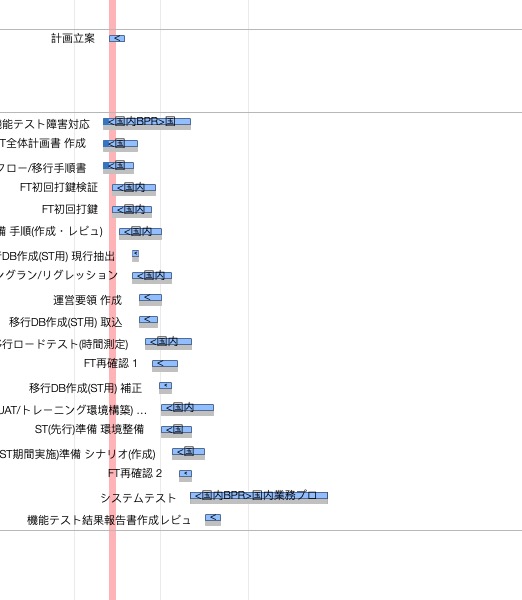 計画立案 <
能テスト障害対応 <国内BPR>国
T全体計画書 作成 <国
フロー/移行手順書 <国
FT初回打鍵検証 <国内
FT初回打鍵 <国内
備 手順(作成・レビュ) <国内
DB作成(ST用) 現行抽出 <
グラン/リグレッション <国内
運営要領 作成 <
移行DB作成(ST用) 取込 <
行ロードテスト(時間測定) <国内
FT再確認 1 <
移行DB作成(ST用) 補正 <
UAT/トレーニング環境構築) … <国内
ST(先行)準備 環境整備 <国
ST期間実施)準備 シナリオ(作成) <国
FT再確認 2 <
システムテスト <国内BPR>国内業務プロ
機能テスト結果報告書作成レビュ <